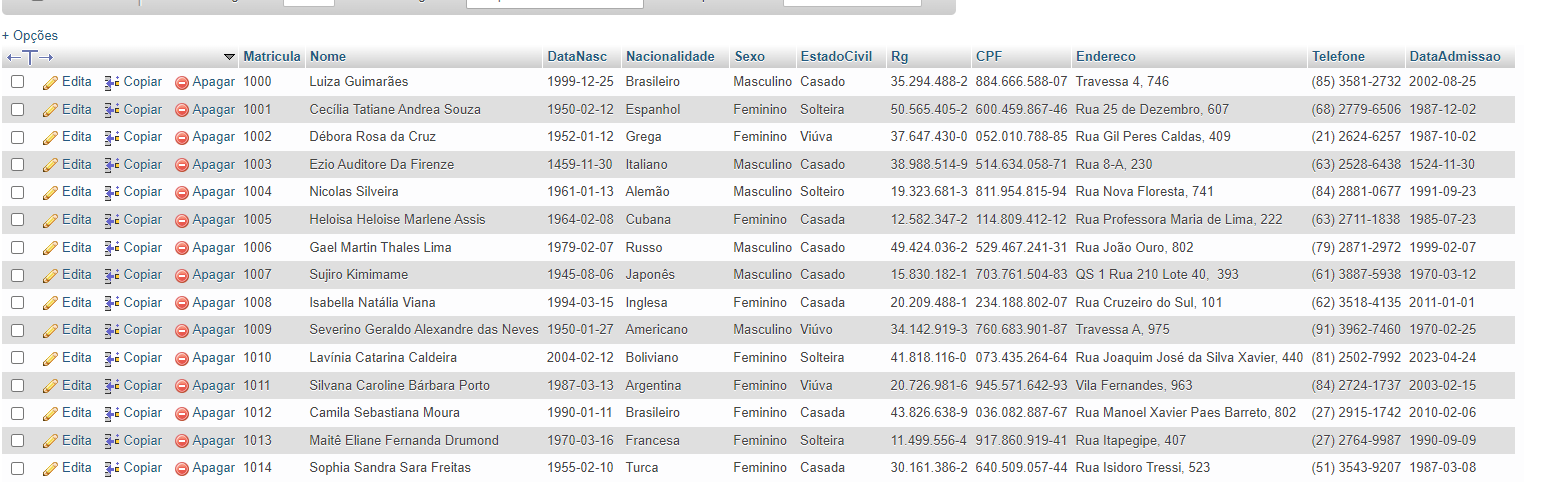 + Opções
Matricula Nome DataNasc Nacionalidade Sexo EstadoCivil Rg CPF Endereco Telefone DataAdmissao
Edita Copiar Apagar 1000 Luiza Guimarães 1999-12-25 Brasileiro Masculino Casado 35.294.488-2 884.666.588-07 Travessa 4, 746 (85) 3581-2732 2002-08-25
Edita Copiar Apagar 1001 Cecília Tatiane Andrea Souza 1950-02-12 Espanhol Feminino Solteira 50.565.405-2 600.459.867-46 Rua 25 de Dezembro, 607 (68) 2779-6506 1987-12-02
Edita Copiar Apagar 1002 Débora Rosa da Cruz 1952-01-12 Grega Feminino Viúva 37.647.430-0 052.010.788-85 Rua Gil Peres Caldas, 409 (21) 2624-6257 1987-10-02
Edita Copiar Apagar 1003 Ezio Auditore Da Firenze 1459-11-30 Italiano Masculino Casado 38.988.514-9 514.634.058-71 Rua 8-A, 230 (63) 2528-6438 1524-11-30
Edita Copiar Apagar 1004 Nicolas Silveira 1961-01-13 Alemão Masculino Solteiro 19.323.681-3 811.954.815-94 Rua Nova Floresta, 741 (84) 2881-0677 1991-09-23
Edita Copiar Apagar 1005 Heloisa Heloise Marlene Assis 1964-02-08 Cubana Feminino Casada 12.582.347-2 114.809.412-12 Rua Professora Maria de Lima, 222 (63) 2711-1838 1985-07-23
Edita Copiar Apagar 1006 Gael Martin Thales Lima 1979-02-07 Russo Masculino Casado 49.424.036-2 529.467.241-31 Rua João Ouro, 802 (79) 2871-2972 1999-02-07
Edita Copiar Apagar 1007 Sujiro Kimimame 1945-08-06 Japonês Masculino Casado 15.830.182-1 703.761.504-83 QS 1 Rua 210 Lote 40, 393 (61) 3887-5938 1970-03-12
Edita Copiar Apagar 1008 Isabella Natália Viana 1994-03-15 Inglesa Feminino Casada 20.209.488-1 234.188.802-07 Rua Cruzeiro do Sul, 101 (62) 3518-4135 2011-01-01
Edita Copiar Apagar 1009 Severino Geraldo Alexandre das Neves 1950-01-27 Americano Masculino Viúvo 34.142.919-3 760.683.901-87 Travessa A, 975 (91) 3962-7460 1970-02-25
Edita Copiar Apagar 1010 Lavínia Catarina Caldeira 2004-02-12 Boliviano Feminino Solteira 41.818.116-0 073.435.264-64 Rua Joaquim José da Silva Xavier, 440 (81) 2502-7992 2023-04-24
Edita Copiar Apagar 1011 Silvana Caroline Bárbara Porto 1987-03-13 Argentina Feminino Viúva 20.726.981-6 945.571.642-93 Vila Fernandes, 963 (84) 2724-1737 2003-02-15
Edita Copiar Apagar 1012 Camila Sebastiana Moura 1990-01-11 Brasileiro Feminino Casada 43.826.638-9 036.082.887-67 Rua Manoel Xavier Paes Barreto, 802 (27) 2915-1742 2010-02-06
Edita Copiar Apagar 1013 Maitê Eliane Fernanda Drumond 1970-03-16 Francesa Feminino Solteira 11.499.556-4 917.860.919-41 Rua Itapegipe, 407 (27) 2764-9987 1990-09-09
Edita Copiar Apagar 1014 Sophia Sandra Sara Freitas 1955-02-10 Turca Feminino Casada 30.161.386-2 640.509.057-44 Rua Isidoro Tressi, 523 (51) 3543-9207 1987-03-08